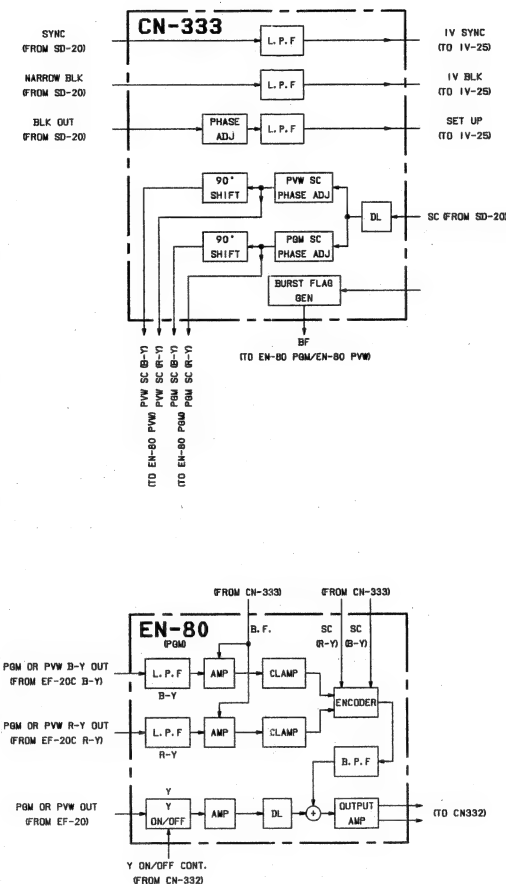 CN-333
SYNC
(FROM SD-20)
L.P.F
IV SYNC
(TO IV-25)
NARROW BLK
(FROM SD-20)
L.P.F
IV BLK
(TO IV-25)
BLK OUT
(FROM SD-20)
PHASE
ADJ
L.P.F
SET UP
(TO IV-25)
90°
SHIFT
PVW SC
PHASE ADJ
DL
SC (FROM SD-20)
90°
SHIFT
PGM SC
PHASE ADJ
BURST FLAG
GEN
BF
(TO EN-80 PGM/EN-80 PVW)
PVW SC (B-Y)
(TO EN-80 PVW)
PVW SC (R-Y)
PGM SC (B-Y)
(TO EN-80 PGM)
PGM SC (R-Y)
(FROM CN-333)
(FROM CN-333)
EN-80
(PGM)
B.F.
SC
(R-Y)
SC
(B-Y)
PGM OR PVW B-Y OUT
(FROM EF-20C B-Y)
L.P.F
B-Y
AMP
CLAMP
ENCODER
PGM OR PVW R-Y OUT
(FROM EF-20C R-Y)
L.P.F
R-Y
AMP
CLAMP
B.P.F
PGM OR PVW OUT
(FROM EF-20)
Y
Y
ON/OFF
AMP
DL
+
OUTPUT
AMP
(TO CN332)
Y ON/OFF CONT.
(FROM CN-332)